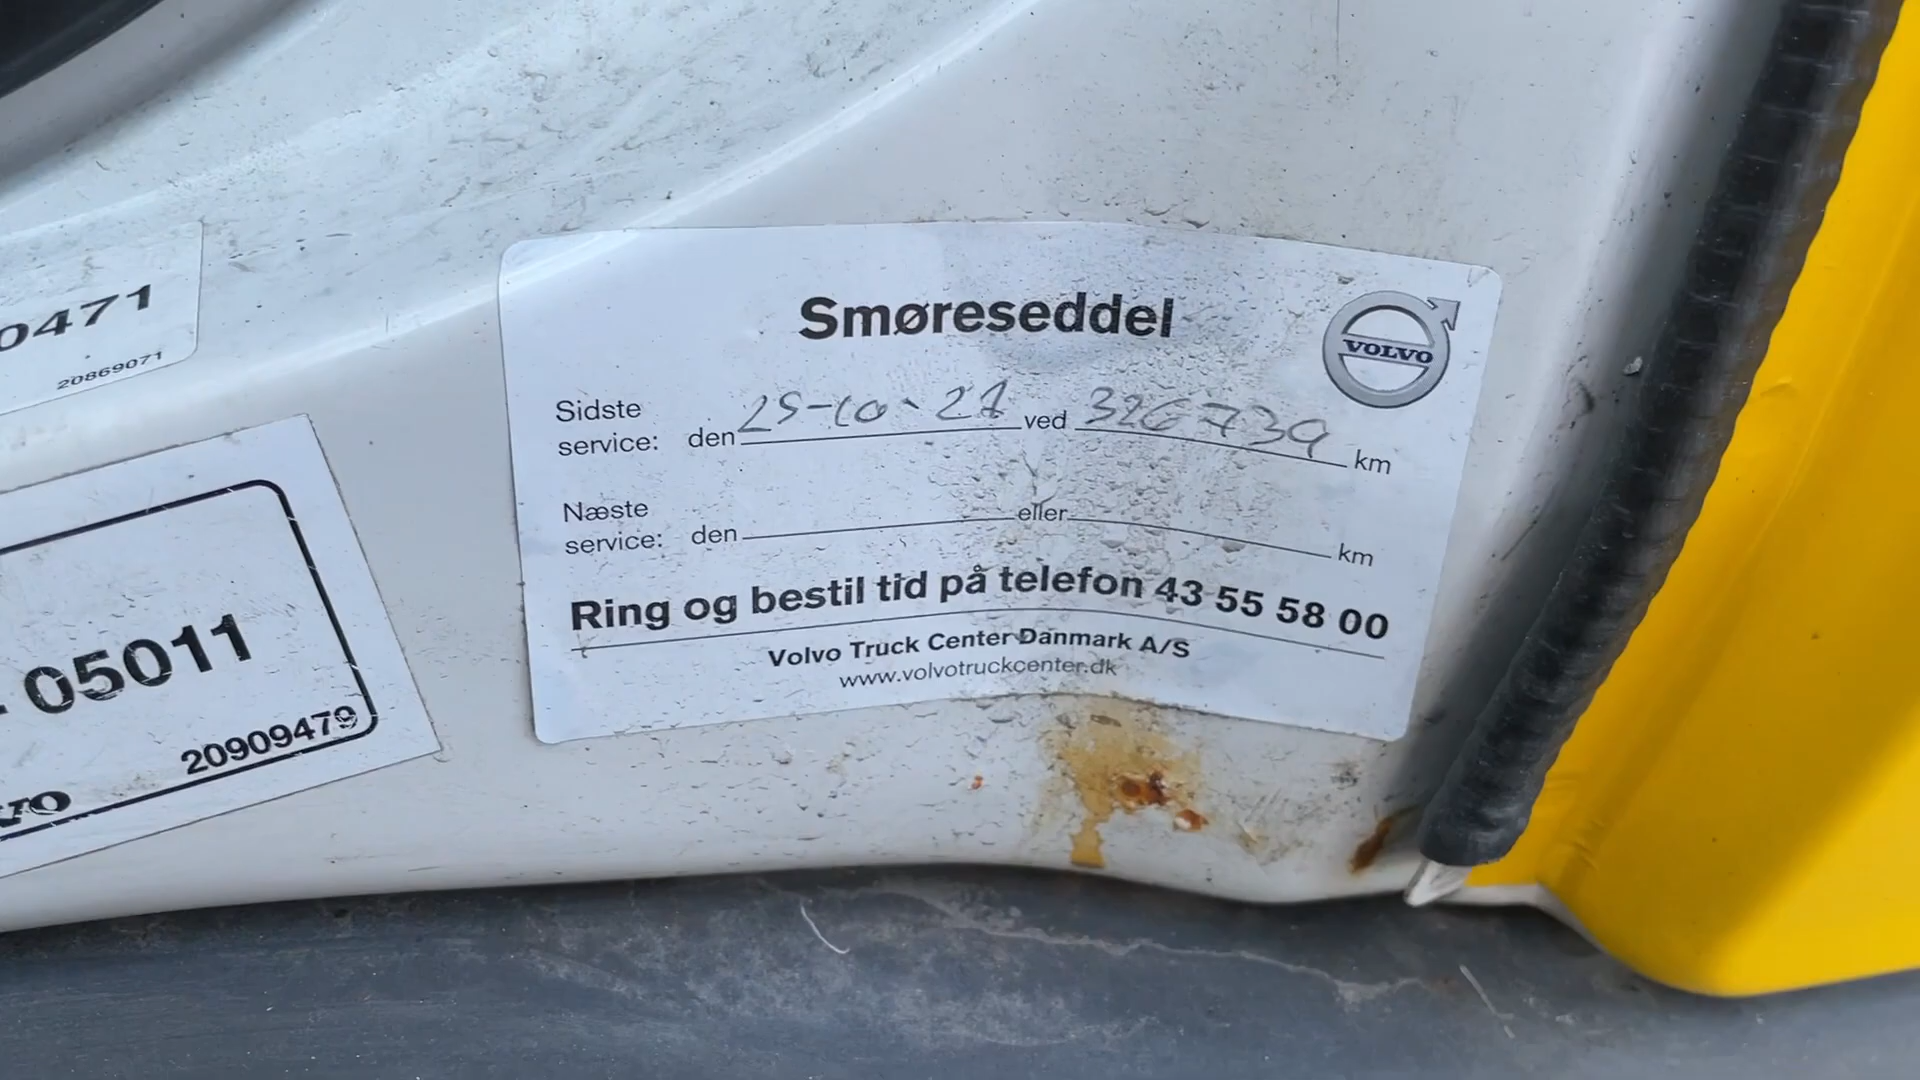 0471
20869071
05011
20909479
Smøreseddel
VOLVO
Sidste service: den 25-10-21 ved 326739 km
Næste service: den eller km
Ring og bestil tid på telefon 43 55 58 00
Volvo Truck Center Danmark A/S
www.volvotruckcenter.dk